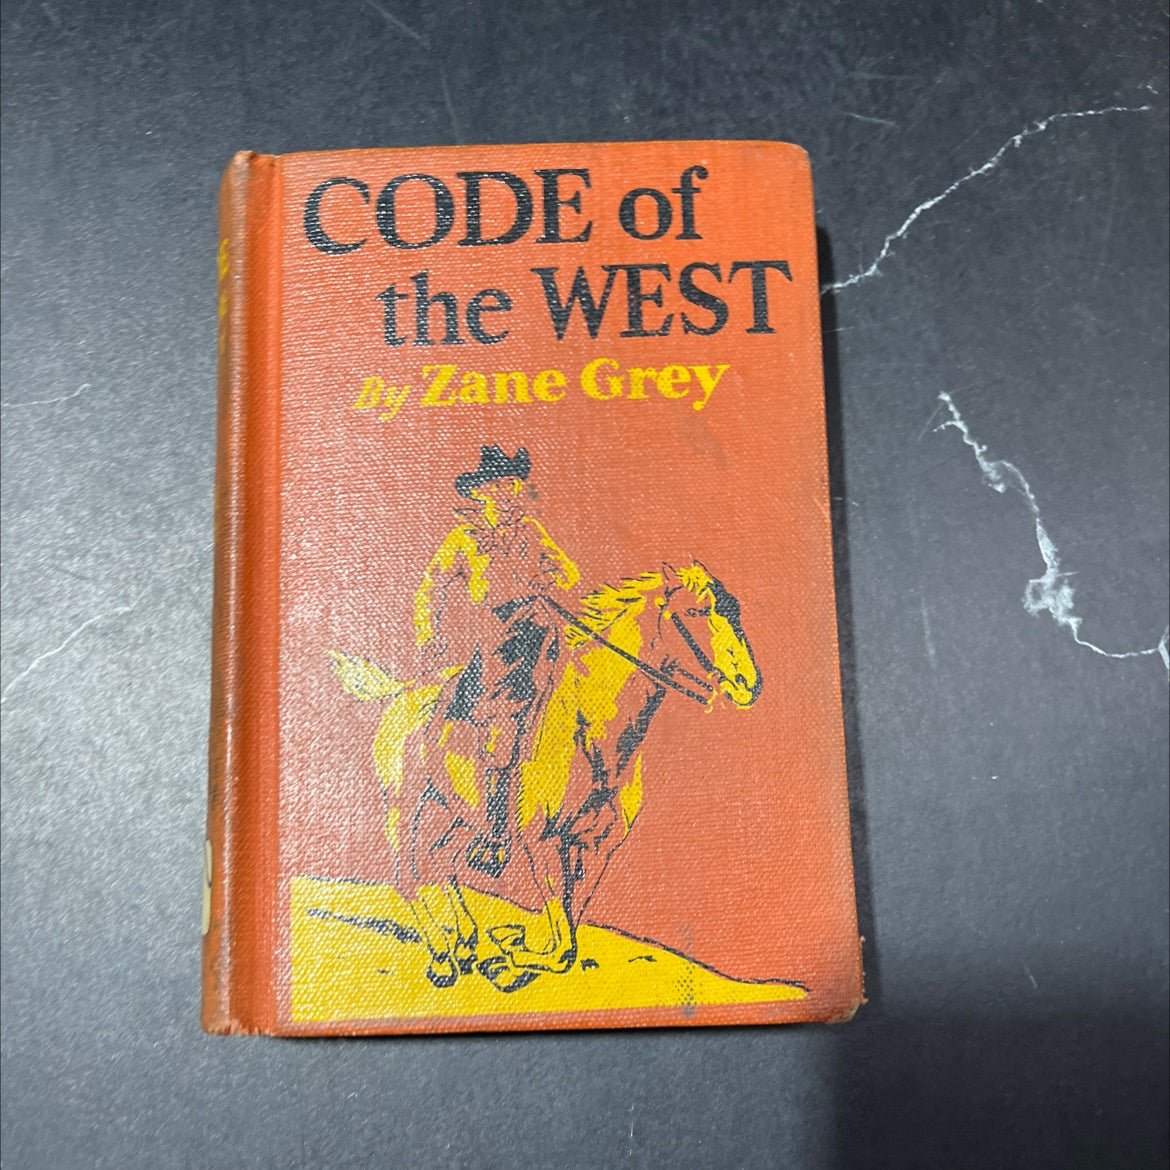 CODE of
the WEST
By Zane Grey